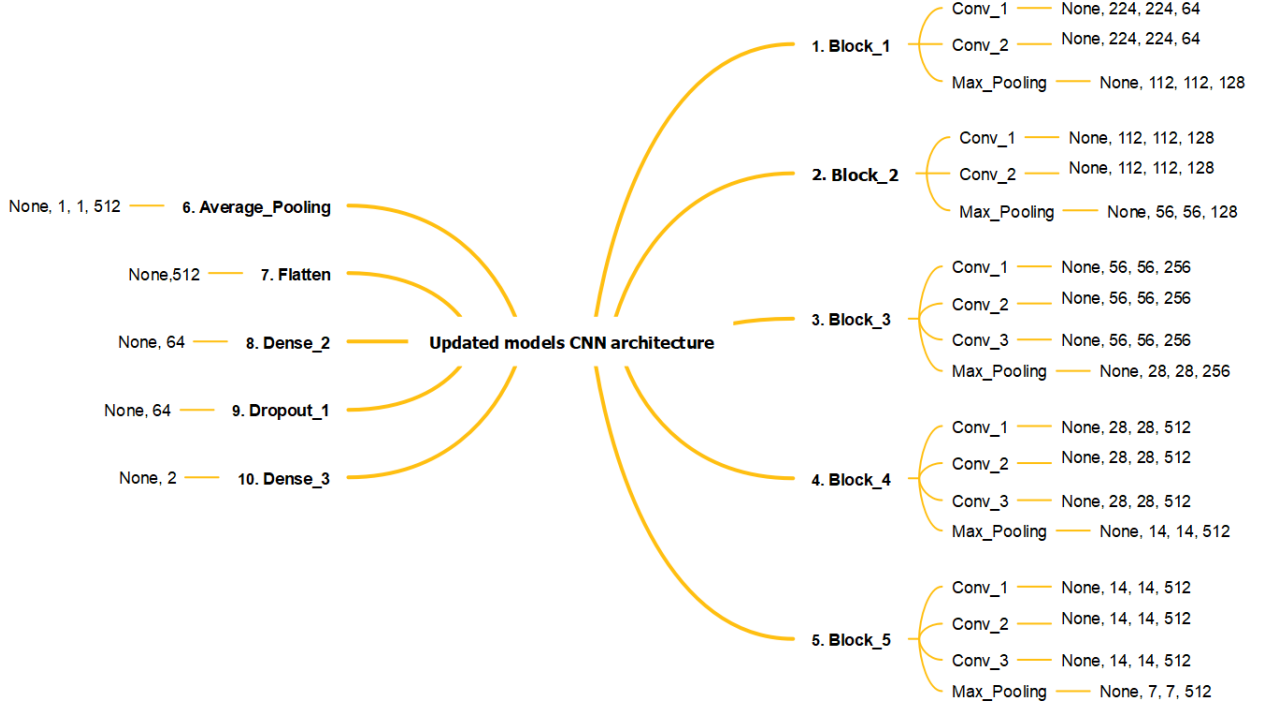 Updated models CNN architecture
1. Block_1
Conv_1
None, 224, 224, 64
Conv_2
None, 224, 224, 64
Max_Pooling
None, 112, 112, 128
2. Block_2
Conv_1
None, 112, 112, 128
Conv_2
None, 112, 112, 128
Max_Pooling
None, 56, 56, 128
3. Block_3
Conv_1
None, 56, 56, 256
Conv_2
None, 56, 56, 256
Conv_3
None, 56, 56, 256
Max_Pooling
None, 28, 28, 256
4. Block_4
Conv_1
None, 28, 28, 512
Conv_2
None, 28, 28, 512
Conv_3
None, 28, 28, 512
Max_Pooling
None, 14, 14, 512
5. Block_5
Conv_1
None, 14, 14, 512
Conv_2
None, 14, 14, 512
Conv_3
None, 14, 14, 512
Max_Pooling
None, 7, 7, 512
6. Average_Pooling
None, 1, 1, 512
7. Flatten
None,512
8. Dense_2
None, 64
9. Dropout_1
None, 64
10. Dense_3
None, 2